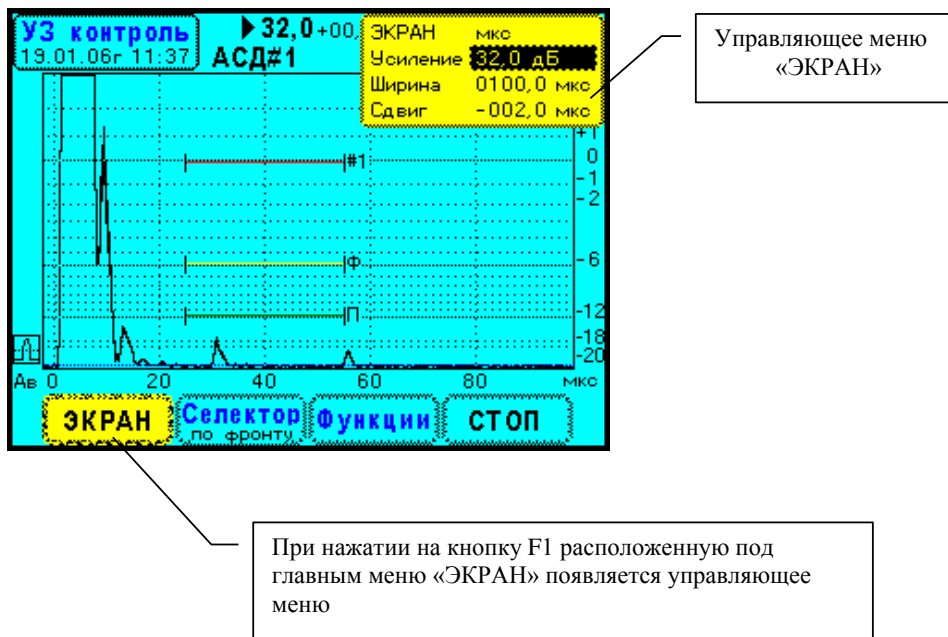 УЗ контроль
19.01.06г 11:37
▶32,0+00,
АСД#1
ЭКРАН мкс
Усиление 32,0 дБ
Ширина 0100,0 мкс
Сдвиг -002,0 мкс
Управляющее меню
«ЭКРАН»
+1
#1
0
-1
-2
Ф
-6
П
-12
-18
-20
Ав 0 20 40 60 80 мкс
ЭКРАН
Селектор
по фронту
Функции
СТОП
При нажатии на кнопку F1 расположенную под
главным меню «ЭКРАН» появляется управляющее
меню